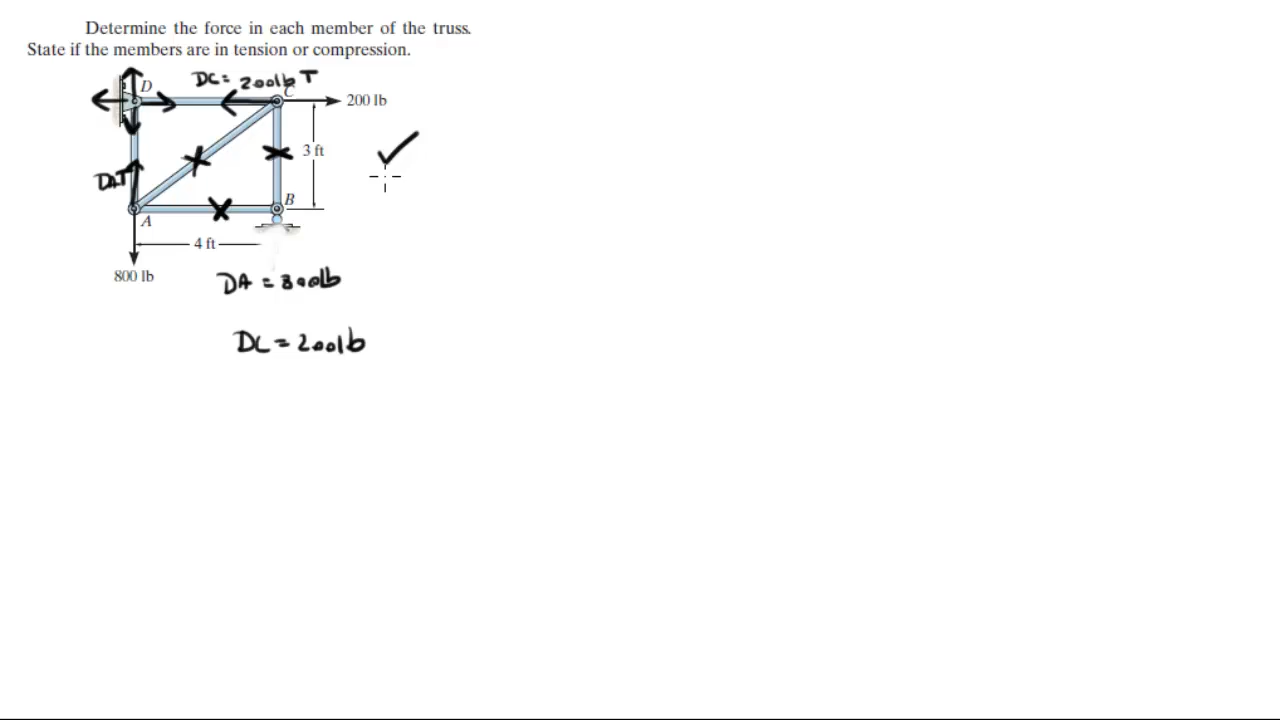 Determine the force in each member of the truss.
State if the members are in tension or compression.
D
DC = 200lb T
C
200 lb
3 ft
DAT
B
A
4 ft
800 lb
DA = 800lb
DC = 200lb